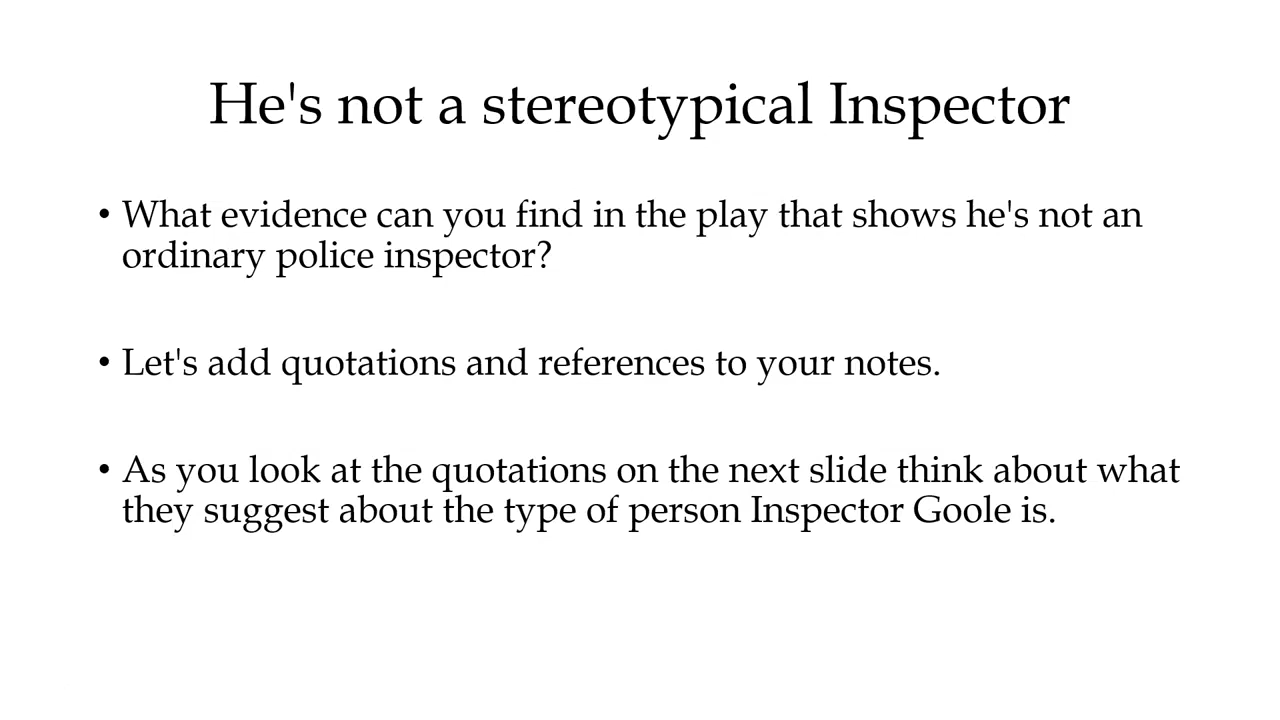 He's not a stereotypical Inspector
• What evidence can you find in the play that shows he's not an
ordinary police inspector?
• Let's add quotations and references to your notes.
• As you look at the quotations on the next slide think about what
they suggest about the type of person Inspector Goole is.